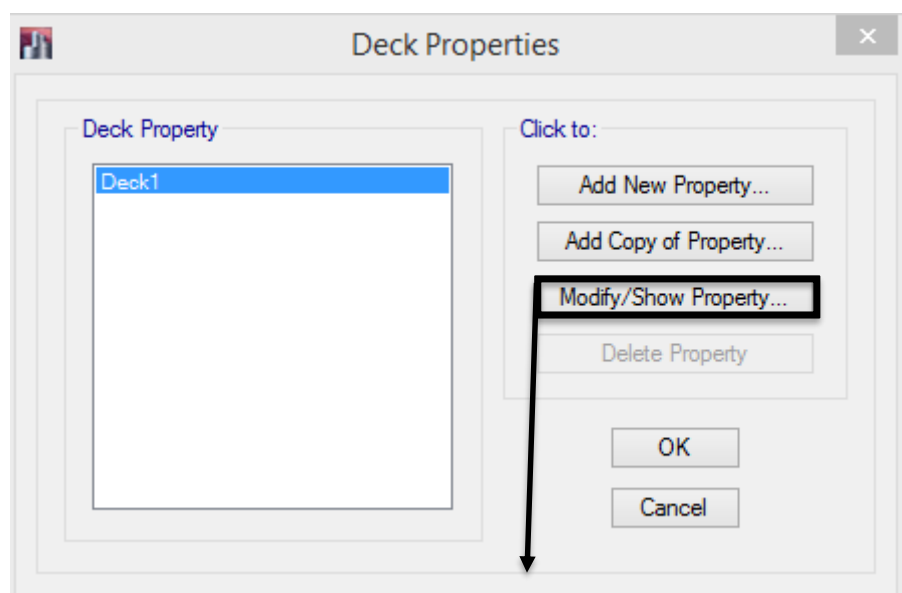 Deck Properties
Deck Property
Deck1
Click to:
Add New Property...
Add Copy of Property...
Modify/Show Property...
Delete Property
OK
Cancel